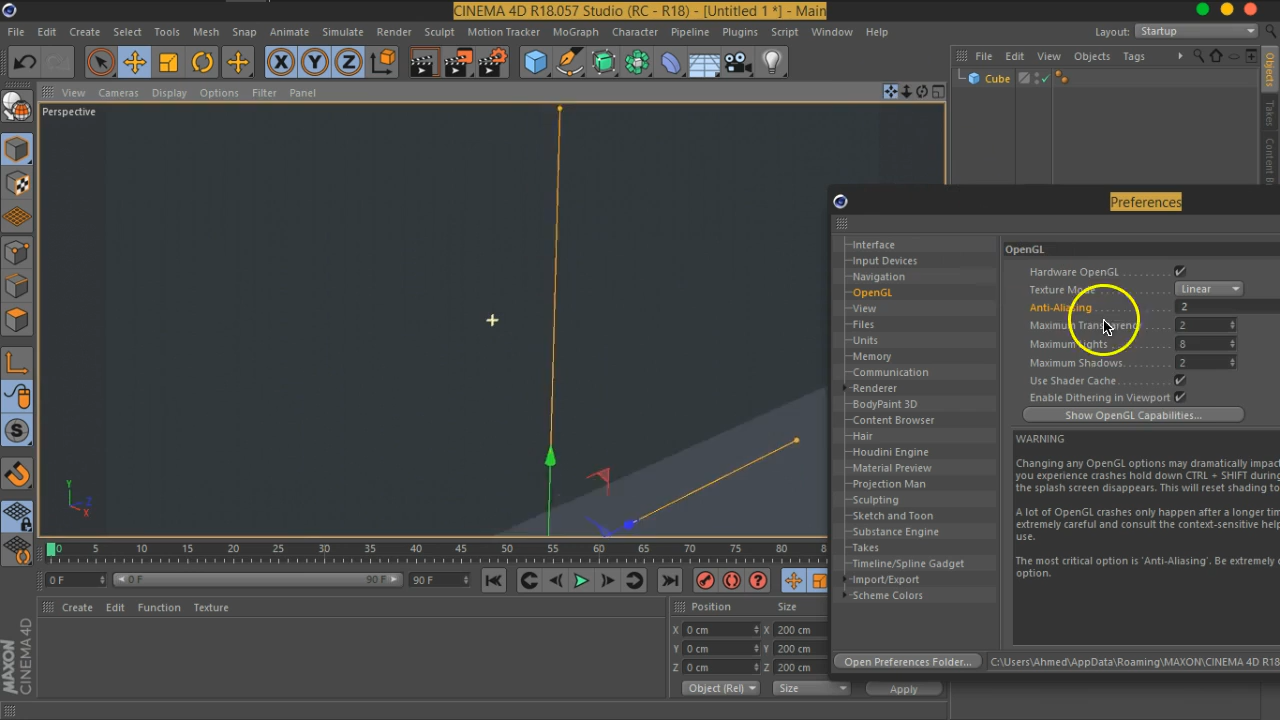 CINEMA 4D R18.057 Studio (RC - R18) - [Untitled 1 *] - Main
File Edit Create Select Tools Mesh Snap Animate Simulate Render Sculpt Motion Tracker MoGraph Character Pipeline Plugins Script Window Help Layout: Startup
X Y Z File Edit View Objects Tags
View Cameras Display Options Filter Panel
Cube
Objects
Takes
Content B
Perspective
Preferences
Interface
Input Devices
Navigation
OpenGL
View
Files
Units
Memory
Communication
Renderer
BodyPaint 3D
Content Browser
Hair
Houdini Engine
Material Preview
Projection Man
Sculpting
Sketch and Toon
Substance Engine
Takes
Timeline/Spline Gadget
Import/Export
Scheme Colors
Open Preferences Folder...
OpenGL
Hardware OpenGL
Texture Mode Linear
Anti-Aliasing 2
Maximum Transparency 2
Maximum Lights 8
Maximum Shadows 2
Use Shader Cache
Enable Dithering in Viewport
Show OpenGL Capabilities...
WARNING
Changing any OpenGL options may dramatically impac
you experience crashes hold down CTRL + SHIFT durin
the splash screen disappears. This will reset shading to
A lot of OpenGL crashes only happen after a longer tim
extremely careful and consult the context-sensitive help
use.
The most critical option is 'Anti-Aliasing'. Be extremely c
option.
C:\Users\Ahmed\AppData\Roaming\MAXON\CINEMA 4D R18
Y
Z
X
0 5 10 15 20 25 30 35 40 45 50 55 60 65 70 75 80 8
0 F 0 F 90 F 90 F
Create Edit Function Texture
Position Size
X 0 cm X 200 cm
Y 0 cm Y 200 cm
Z 0 cm Z 200 cm
Object (Rel) Size Apply
MAXON
CINEMA 4D